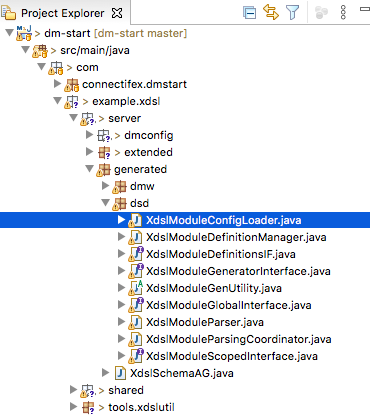 Project Explorer
> dm-start [dm-start master]
> src/main/java
> com
> connectifex.dmstart
> example.xdsl
> server
> dmconfig
> extended
generated
dmw
dsd
XdslModuleConfigLoader.java
XdslModuleDefinitionManager.java
XdslModuleDefinitionsIF.java
XdslModuleGeneratorInterface.java
XdslModuleGenUtility.java
XdslModuleGlobalInterface.java
XdslModuleParser.java
XdslModuleParsingCoordinator.java
XdslModuleScopedInterface.java
XdslSchemaAG.java
> shared
> tools.xdslutil